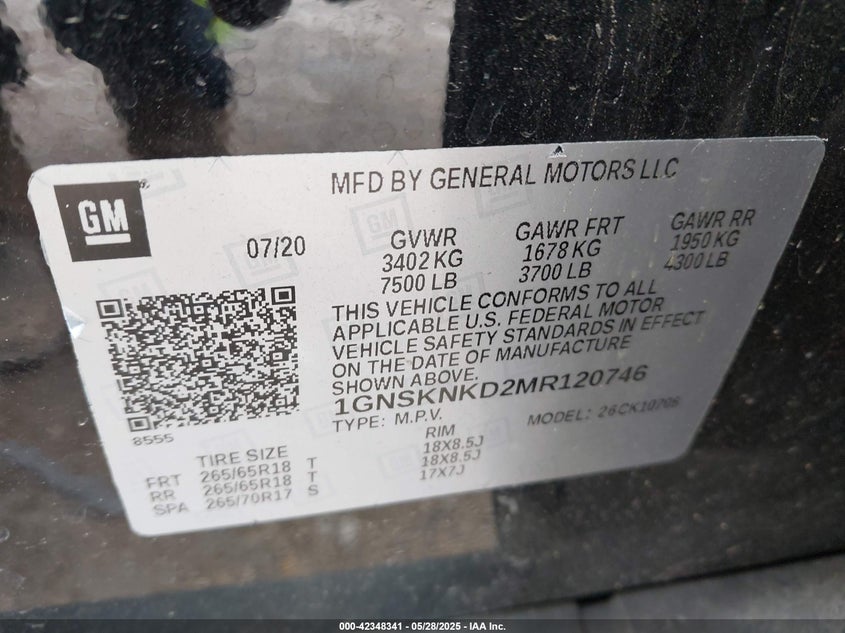 MFD BY GENERAL MOTORS LLC
GM
07/20
GVWR
3402 KG
7500 LB
GAWR FRT
1678 KG
3700 LB
GAWR RR
1950 KG
4300 LB
THIS VEHICLE CONFORMS TO ALL
APPLICABLE U.S. FEDERAL MOTOR
VEHICLE SAFETY STANDARDS IN EFFECT
ON THE DATE OF MANUFACTURE
SHOWN ABOVE.
1GNSKNKD2MR120746
TYPE: M.P.V. MODEL: 26CK10706
8555
TIRE SIZE RIM
FRT 265/65R18 T 18X8.5J
RR 265/65R18 T 18X8.5J
SPA 265/70R17 S 17X7J
000-42348341 | 05/28/2025 | IAA Inc.